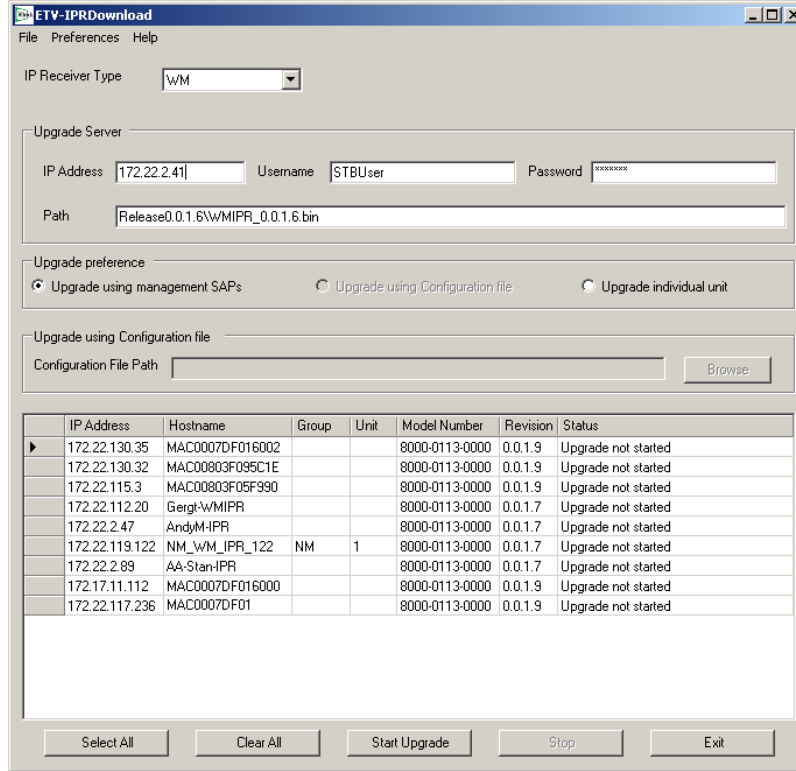 ETV-IPRDownload
File Preferences Help
IP Receiver Type WM
Upgrade Server
IP Address 172.22.2.41 Username STBUser Password *******
Path Release0.0.1.6\WMIPR_0.0.1.6.bin
Upgrade preference
Upgrade using management SAPs Upgrade using Configuration file Upgrade individual unit
Upgrade using Configuration file
Configuration File Path Browse
IP Address Hostname Group Unit Model Number Revision Status
172.22.130.35 MAC0007DF016002 8000-0113-0000 0.0.1.9 Upgrade not started
172.22.130.32 MAC00803F095C1E 8000-0113-0000 0.0.1.9 Upgrade not started
172.22.115.3 MAC00803F05F990 8000-0113-0000 0.0.1.9 Upgrade not started
172.22.112.20 Gergt-WMIPR 8000-0113-0000 0.0.1.7 Upgrade not started
172.22.2.47 AndyM-IPR 8000-0113-0000 0.0.1.7 Upgrade not started
172.22.119.122 NM_WM_IPR_122 NM 1 8000-0113-0000 0.0.1.7 Upgrade not started
172.22.2.89 AA-Stan-IPR 8000-0113-0000 0.0.1.7 Upgrade not started
172.17.11.112 MAC0007DF016000 8000-0113-0000 0.0.1.9 Upgrade not started
172.22.117.236 MAC0007DF01 8000-0113-0000 0.0.1.9 Upgrade not started
Select All Clear All Start Upgrade Stop Exit